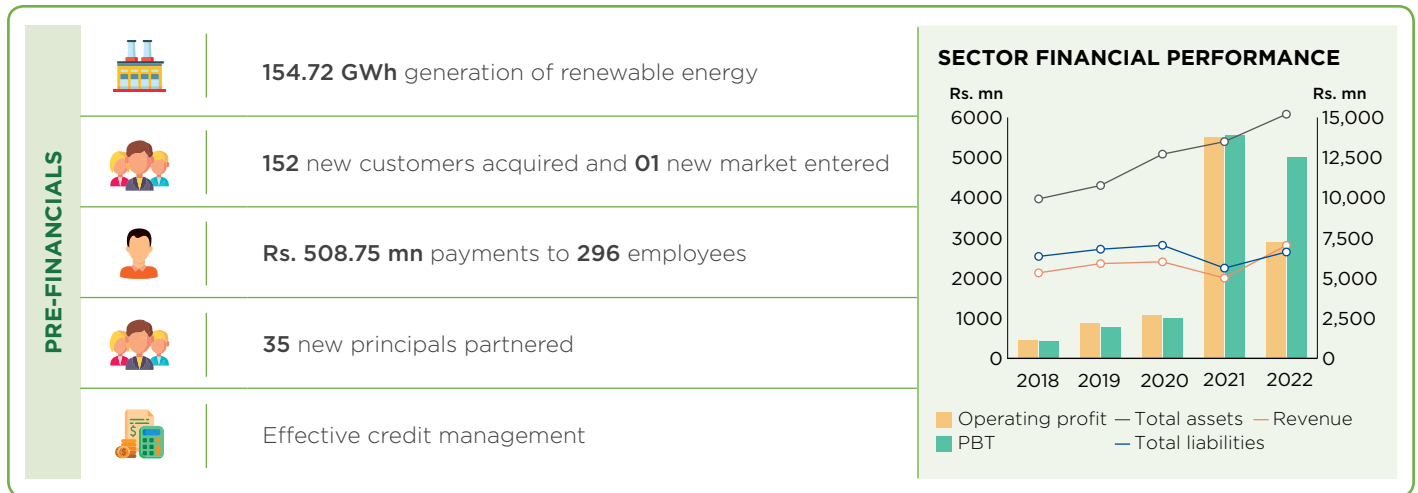 PRE-FINANCIALS
154.72 GWh generation of renewable energy
152 new customers acquired and 01 new market entered
Rs. 508.75 mn payments to 296 employees
35 new principals partnered
Effective credit management
SECTOR FINANCIAL PERFORMANCE
Rs. mn Rs. mn
6000 15,000
5000 12,500
4000 10,000
3000 7,500
2000 5,000
1000 2,500
0 0
2018 2019 2020 2021 2022
Operating profit Total assets Revenue
PBT Total liabilities